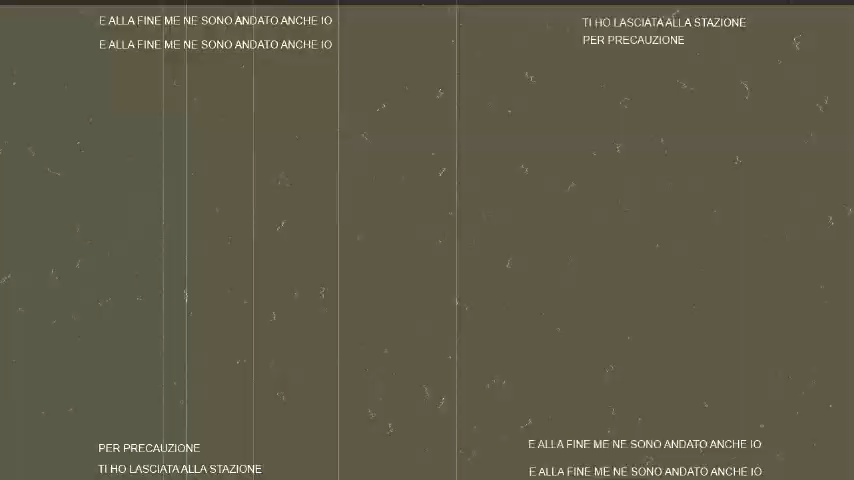 E ALLA FINE ME NE SONO ANDATO ANCHE IO
E ALLA FINE ME NE SONO ANDATO ANCHE IO
TI HO LASCIATA ALLA STAZIONE
PER PRECAUZIONE
PER PRECAUZIONE
TI HO LASCIATA ALLA STAZIONE
E ALLA FINE ME NE SONO ANDATO ANCHE IO
E ALLA FINE ME NE SONO ANDATO ANCHE IO